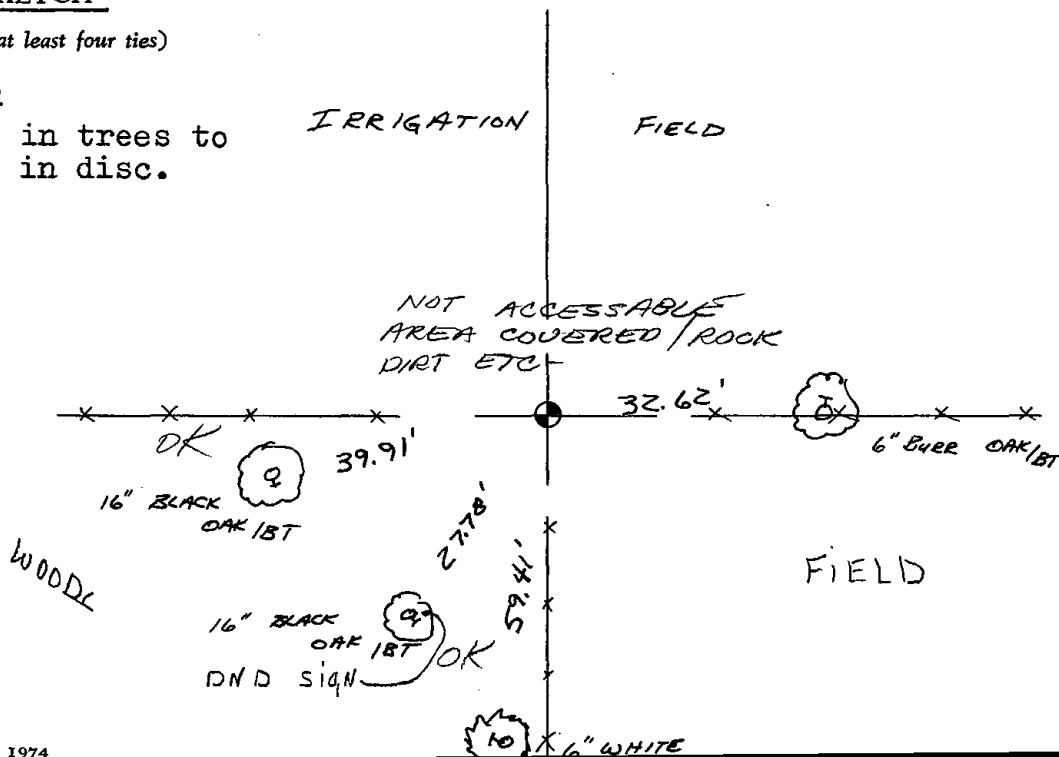 at least four ties)
in trees to
in disc.
IRRIGATION FIELD
NOT ACCESSABLE
AREA COVERED/ROCK
DIRT ETC
32.62'
OK
39.91'
6" BURR OAK/BT
16" BLACK
OAK/BT
27.78'
59.41'
WOODS
FIELD
16" BLACK
OAK/BT
OK
DND SIGN
6" WHITE
1974